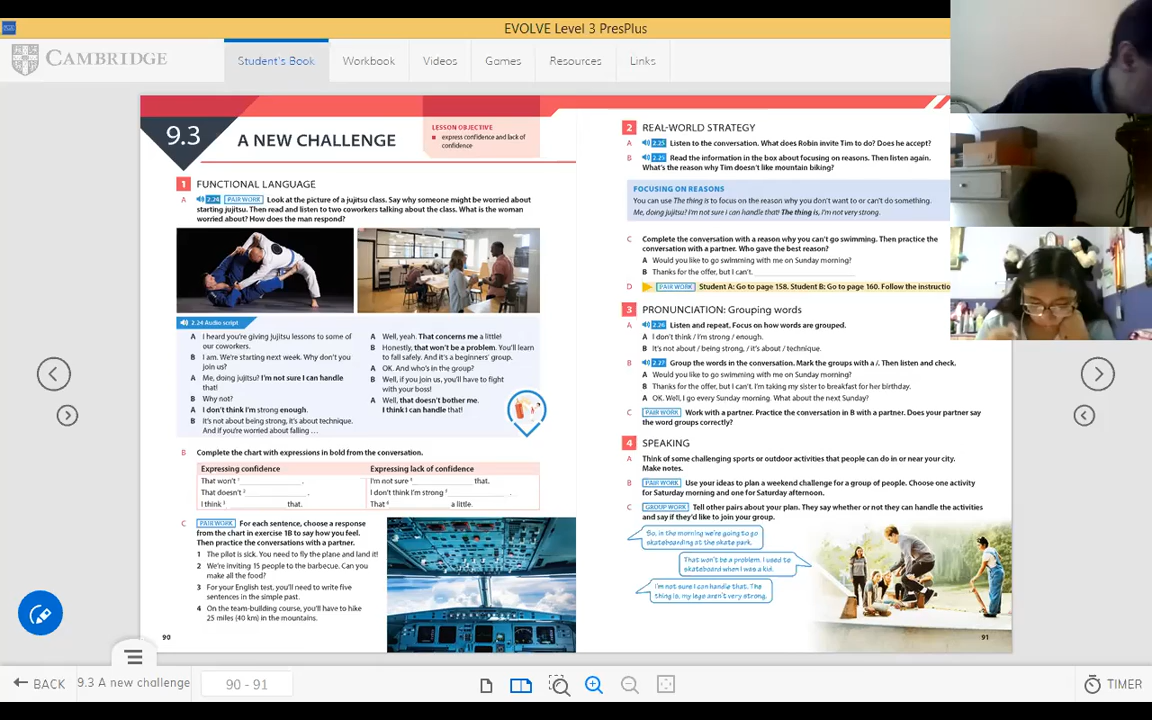 EVOLVE Level 3 PresPlus
CAMBRIDGE
Student's Book
Workbook
Videos
Games
Resources
Links
9.3
A NEW CHALLENGE
LESSON OBJECTIVE
express confidence and lack of
confidence
1 FUNCTIONAL LANGUAGE
A 2.24 PAIR WORK Look at the picture of a jujitsu class. Say why someone might be worried about
starting jujitsu. Then read and listen to two coworkers talking about the class. What is the woman
worried about? How does the man respond?
2.24 Audio script
A I heard you're giving jujitsu lessons to some of
our coworkers.
B I am. We're starting next week. Why don't you
join us?
A Me, doing jujitsu? I'm not sure I can handle
that!
B Why not?
A I don't think I'm strong enough.
B It's not about being strong, it's about technique.
And if you're worried about falling …
A Well, yeah. That concerns me a little!
B Honestly, that won't be a problem. You'll learn
to fall safely. And it's a beginners' group.
A OK. And who's in the group?
B Well, if you join us, you'll have to fight
with your boss!
A Well, that doesn't bother me.
I think I can handle that!
B Complete the chart with expressions in bold from the conversation.
Expressing confidence
Expressing lack of confidence
That won't 1 .
I'm not sure 4 that.
That doesn't 2 .
I don't think I'm strong 5 .
I think 3 that.
That 6 a little.
C PAIR WORK For each sentence, choose a response
from the chart in exercise 1B to say how you feel.
Then practice the conversations with a partner.
1 The pilot is sick. You need to fly the plane and land it!
2 We're inviting 15 people to the barbecue. Can you
make all the food?
3 For your English test, you'll need to write five
sentences in the simple past.
4 On the team-building course, you'll have to hike
25 miles (40 km) in the mountains.
90
2 REAL-WORLD STRATEGY
A 2.25 Listen to the conversation. What does Robin invite Tim to do? Does he accept?
B 2.25 Read the information in the box about focusing on reasons. Then listen again.
What's the reason why Tim doesn't like mountain biking?
FOCUSING ON REASONS
You can use The thing is to focus on the reason why you don't want to or can't do something.
Me, doing jujitsu? I'm not sure I can handle that! The thing is, I'm not very strong.
C Complete the conversation with a reason why you can't go swimming. Then practice the
conversation with a partner. Who gave the best reason?
A Would you like to go swimming with me on Sunday morning?
B Thanks for the offer, but I can't.
D PAIR WORK Student A: Go to page 158. Student B: Go to page 160. Follow the instructio
3 PRONUNCIATION: Grouping words
A 2.26 Listen and repeat. Focus on how words are grouped.
A I don't think / I'm strong / enough.
B It's not about / being strong, / it's about / technique.
B 2.27 Group the words in the conversation. Mark the groups with a /. Then listen and check.
A Would you like to go swimming with me on Sunday morning?
B Thanks for the offer, but I can't. I'm taking my sister to breakfast for her birthday.
A OK. Well, I go every Sunday morning. What about the next Sunday?
C PAIR WORK Work with a partner. Practice the conversation in B with a partner. Does your partner say
the word groups correctly?
4 SPEAKING
A Think of some challenging sports or outdoor activities that people can do in or near your city.
Make notes.
B PAIR WORK Use your ideas to plan a weekend challenge for a group of people. Choose one activity
for Saturday morning and one for Saturday afternoon.
C GROUP WORK Tell other pairs about your plan. They say whether or not they can handle the activities
and say if they'd like to join your group.
So, in the morning we're going to go
skateboarding at the skate park.
That won't be a problem. I used to
skateboard when I was a kid.
I'm not sure I can handle that. The
thing is, my legs aren't very strong.
91
BACK
9.3 A new challenge
90 - 91
TIMER